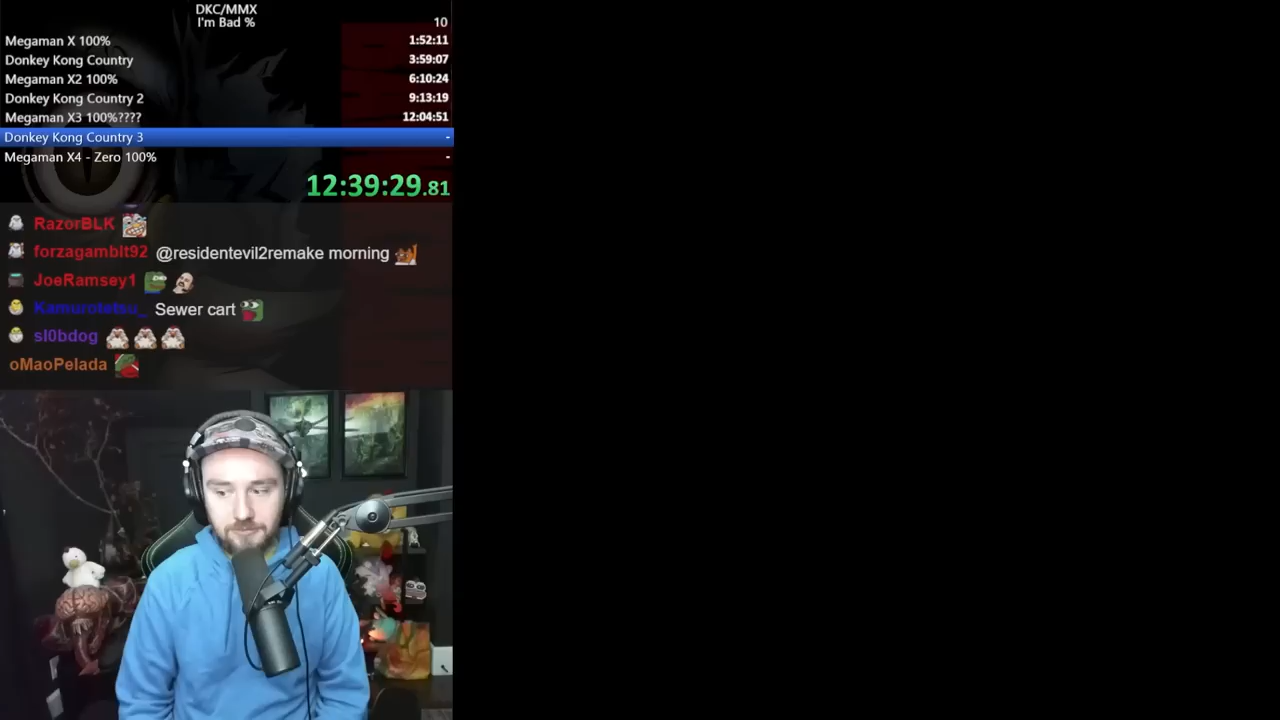 DKC/MMX
I'm Bad % 10
Megaman X 100% 1:52:11
Donkey Kong Country 3:59:07
Megaman X2 100% 6:10:24
Donkey Kong Country 2 9:13:19
Megaman X3 100%???? 12:04:51
Donkey Kong Country 3 -
Megaman X4 - Zero 100% -
12:39:29.81
RazorBLK
forzagambit92 @residentevil2remake morning
JoeRamsey1
Kamurotetsu_ Sewer cart
sl0bdog
oMaoPelada